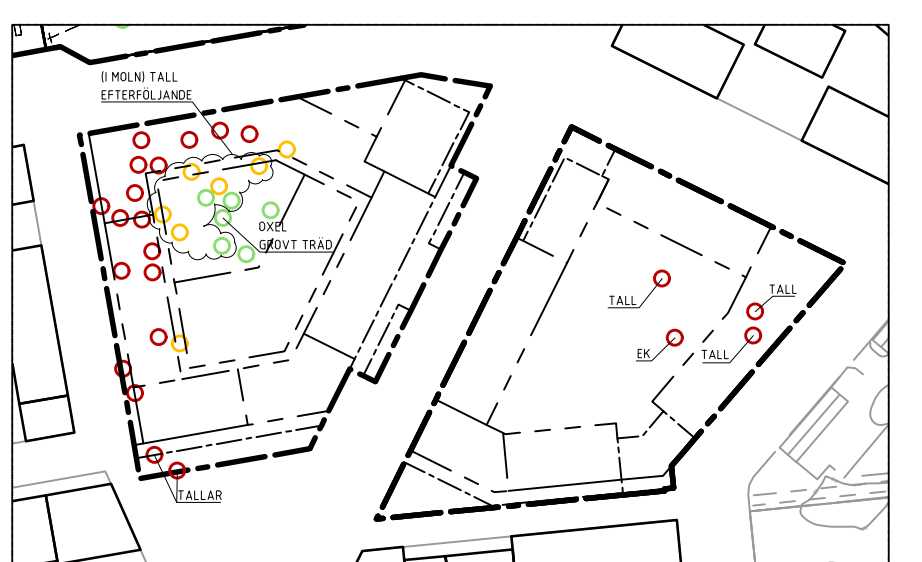 (I MOLN) TALL
EFTERFÖLJANDE
OXEL
GROVT TRÄD
TALLAR
TALL
TALL
EK
TALL